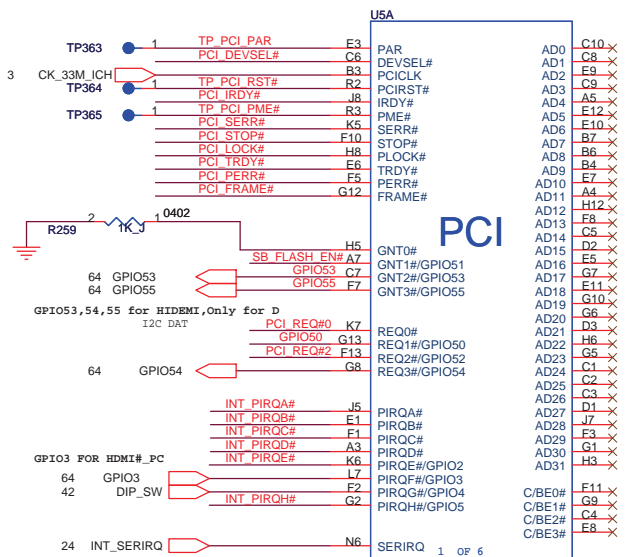 U5A
TP363 1 TP_PCI_PAR E3 PAR AD0 C10
PCI_DEVSEL# C6 DEVSEL# AD1 C8
3 CK_33M_ICH B3 PCICLK AD2 E9
TP364 1 TP_PCI_RST# R2 PCIRST# AD3 C9
PCI_IRDY# J8 IRDY# AD4 A5
TP365 1 TP_PCI_PME# R3 PME# AD5 E12
PCI_SERR# K5 SERR# AD6 E10
PCI_STOP# F10 STOP# AD7 B7
PCI_LOCK# H8 PLOCK# AD8 B6
PCI_TRDY# E6 TRDY# AD9 B4
PCI_PERR# F5 PERR# AD10 E7
PCI_FRAME# G12 FRAME# AD11 A4
AD12 H12
R259 2 1K_J 1 0402 AD13 F8
PCI
AD14 C5
H5 GNT0# AD15 D2
SB_FLASH_EN# A7 GNT1#/GPIO51 AD16 E5
64 GPIO53 GPIO53 C7 GNT2#/GPIO53 AD17 G7
64 GPIO55 GPIO55 F7 GNT3#/GPIO55 AD18 E11
AD19 G10
GPIO53,54,55 for HIDEMI,Only for D
I2C DAT
AD20 G6
PCI_REQ#0 K7 REQ0# AD21 D3
GPIO50 G13 REQ1#/GPIO50 AD22 H6
PCI_REQ#2 F13 REQ2#/GPIO52 AD23 G5
64 GPIO54 G8 REQ3#/GPIO54 AD24 C1
AD25 C2
AD26 C3
INT_PIRQA# J5 PIRQA# AD27 D1
INT_PIRQB# E1 PIRQB# AD28 J7
INT_PIRQC# F1 PIRQC# AD29 F3
INT_PIRQD# A3 PIRQD# AD30 G1
GPIO3 FOR HDMI#_PC
INT_PIRQE# K6 PIRQE#/GPIO2 AD31 H3
64 GPIO3 L7 PIRQF#/GPIO3
42 DIP_SW F2 PIRQG#/GPIO4 C/BE0# F11
INT_PIRQH# G2 PIRQH#/GPIO5 C/BE1# G9
C/BE2# C4
C/BE3# E8
24 INT_SERIRQ N6 SERIRQ
1 OF 6